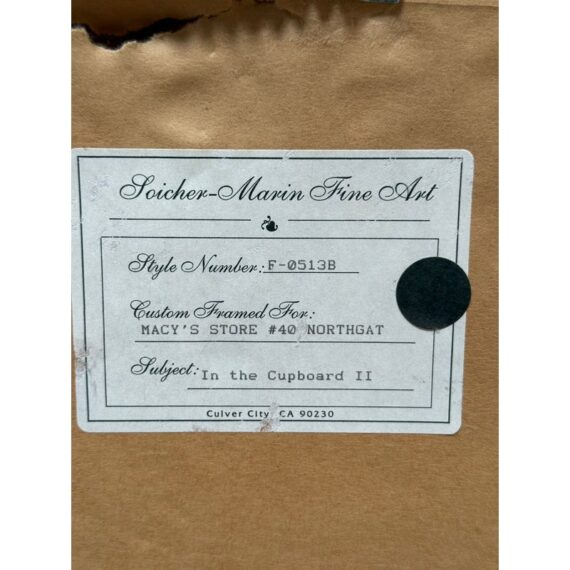 Soicher-Marin Fine Art
Style Number: F-0513B
Custom Framed For:
MACY'S STORE #40 NORTHGAT
Subject: In the Cupboard II
Culver City, CA 90230